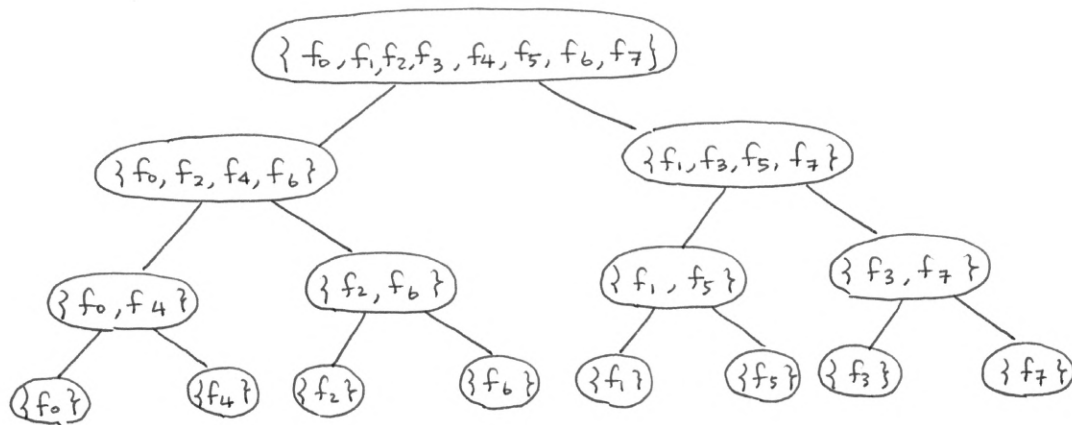 { f₀, f₁, f₂, f₃, f₄, f₅, f₆, f₇}
{f₀, f₂, f₄, f₆}
{f₁, f₃, f₅, f₇}
{f₀, f₄}
{f₂, f₆}
{f₁, f₅}
{f₃, f₇}
{f₀}
{f₄}
{f₂}
{f₆}
{f₁}
{f₅}
{f₃}
{f₇}